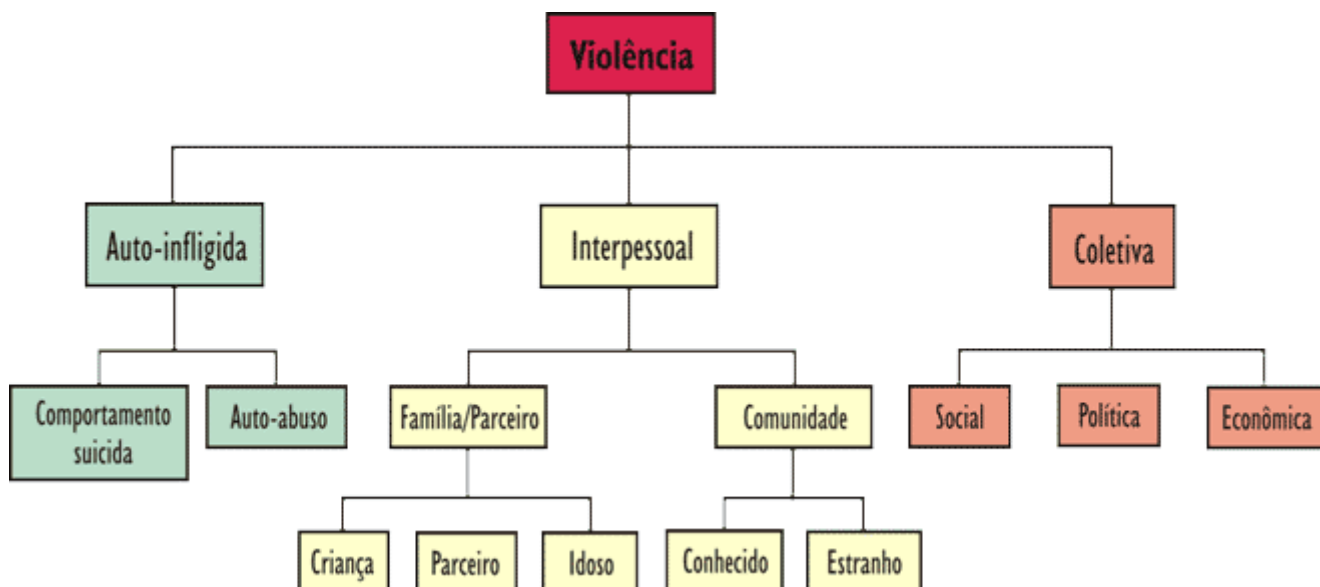 Violência
Auto-infligida
Interpessoal
Coletiva
Comportamento
suicida
Auto-abuso
Família/Parceiro
Comunidade
Social
Política
Econômica
Criança
Parceiro
Idoso
Conhecido
Estranho